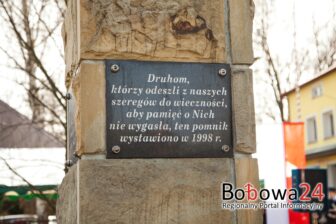 Druhom,
którzy odeszli z naszych
szeregów do wieczności,
aby pamięć o Nich
nie wygasła, ten pomnik
wystawiono w 1998 r.
Bobowa24
Regionalny Portal Informacyjny